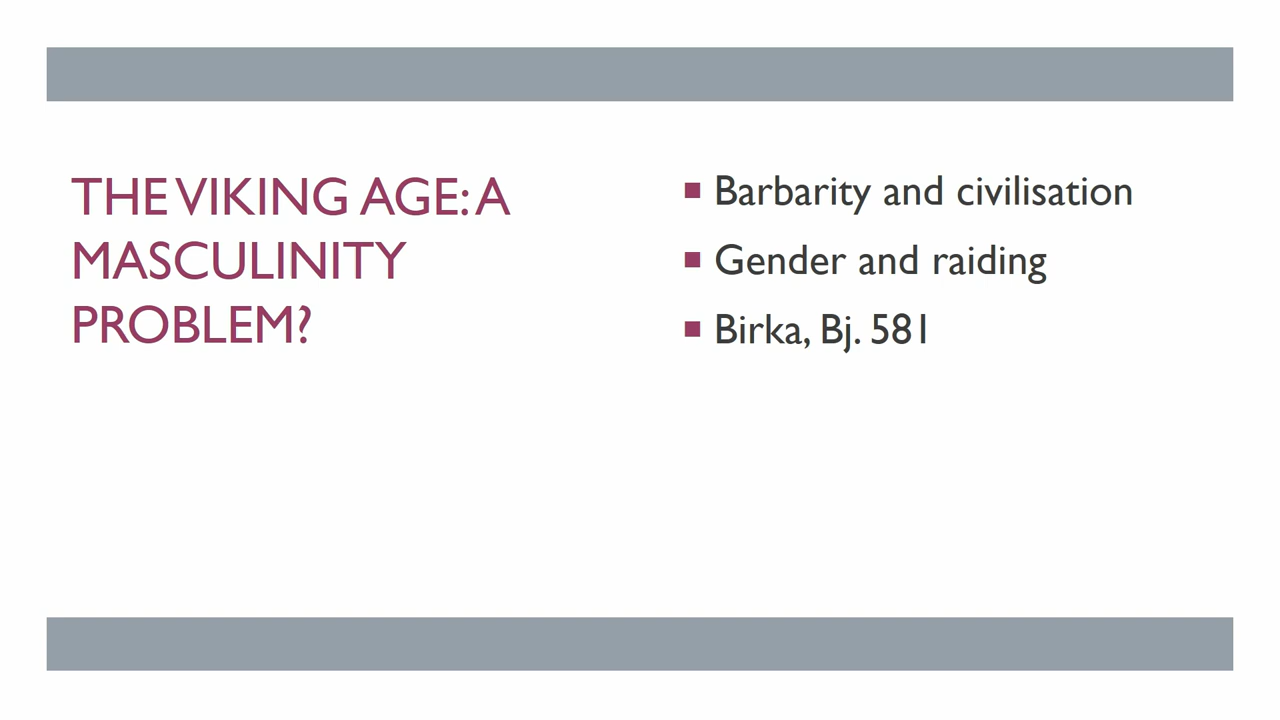 THE VIKING AGE: A
MASCULINITY
PROBLEM?
Barbarity and civilisation
Gender and raiding
Birka, Bj. 581